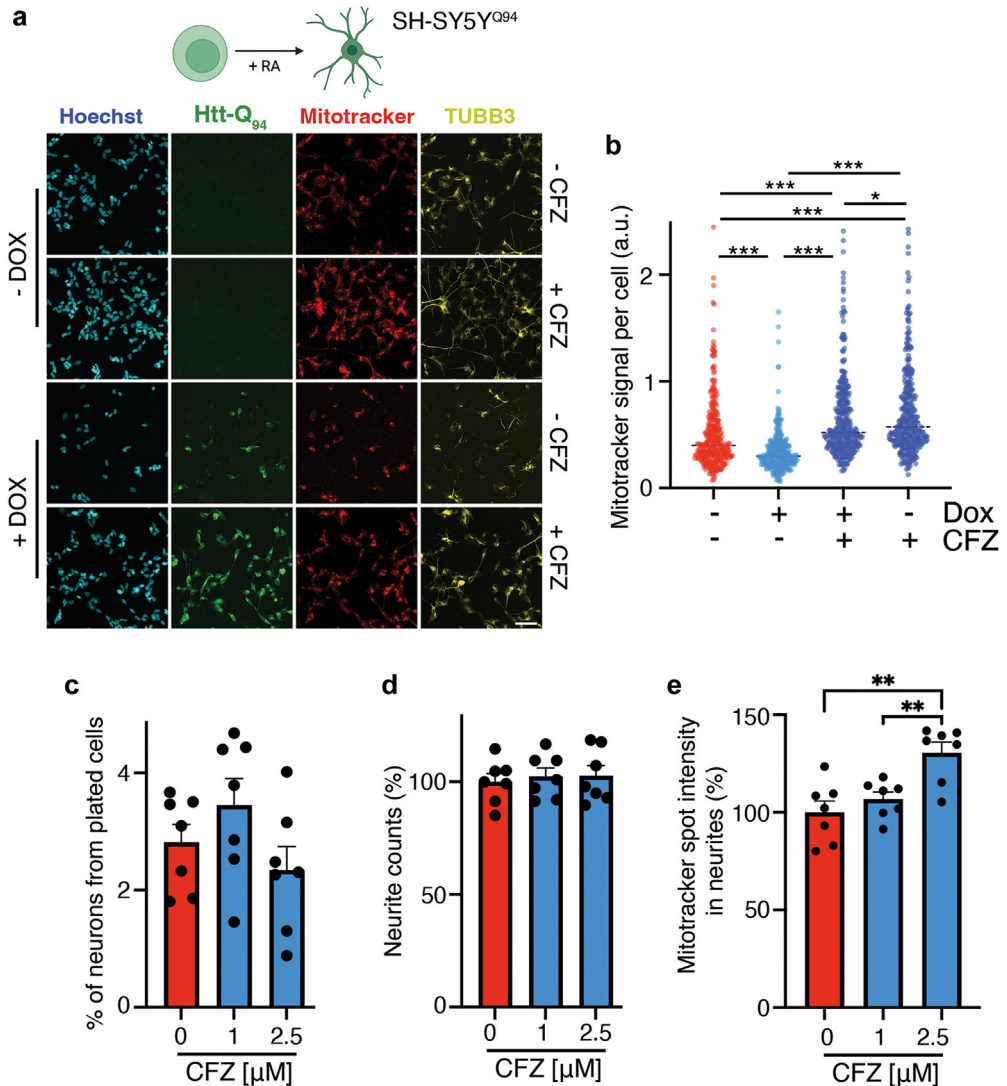 a
SH-SY5Y^Q94
+ RA
Hoechst Htt-Q₉₄ Mitotracker TUBB3
- DOX
- CFZ
+ CFZ
+ DOX
- CFZ
+ CFZ
b
Mitotracker signal per cell (a.u.)
***
*** *
***
*** ***
2
1
0
- + + - Dox
- - + + CFZ
c
% of neurons from plated cells
4
2
0
0 1 2.5
CFZ [µM]
d
Neurite counts (%)
100
50
0
0 1 2.5
CFZ [µM]
e
Mitotracker spot intensity
in neurites (%)
**
**
150
100
50
0
0 1 2.5
CFZ [µM]